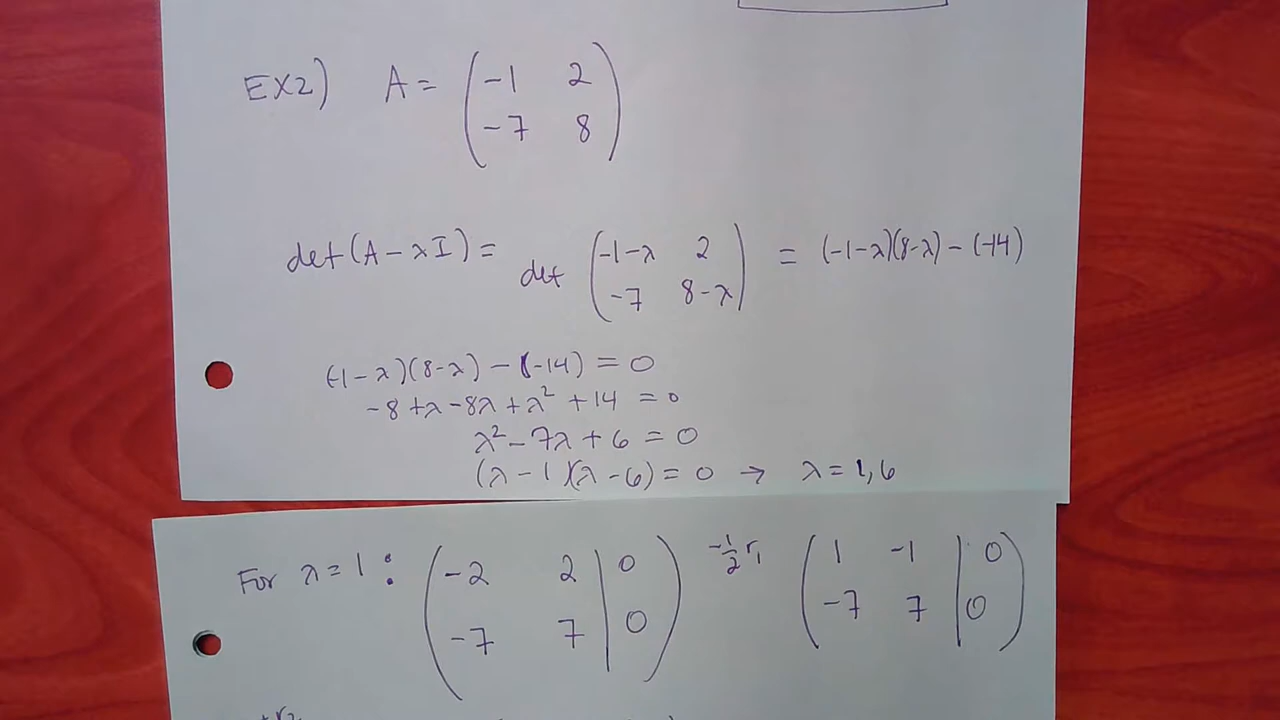 EX2) A = (-1 2
-7 8)
det(A-λI) = det (-1-λ 2
-7 8-λ) = (-1-λ)(8-λ) - (-14)
(-1-λ)(8-λ) - (-14) = 0
-8+λ-8λ+λ²+14 = 0
λ²-7λ+6 = 0
(λ-1)(λ-6) = 0 → λ = 1,6
For λ=1: (-2 2 | 0
-7 7 | 0) -1/2 r₁ (1 -1 | 0
-7 7 | 0)